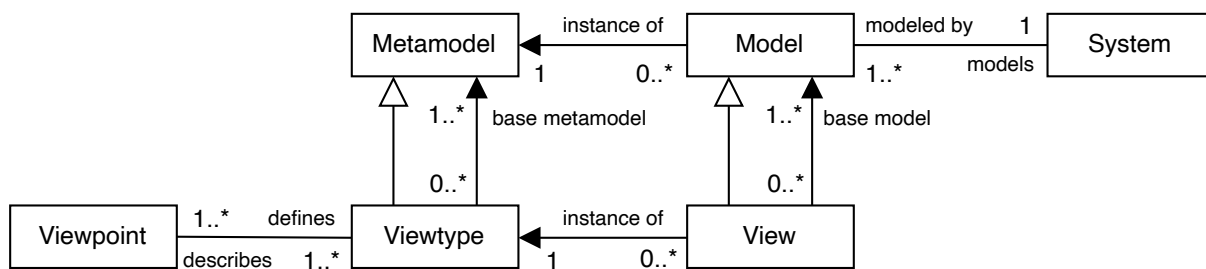 Metamodel instance of Model modeled by 1 System
1 0..* 1..* models
1..* base metamodel 1..* base model
0..* 0..*
Viewpoint 1..* defines Viewtype instance of View
describes 1..* 1 0..*